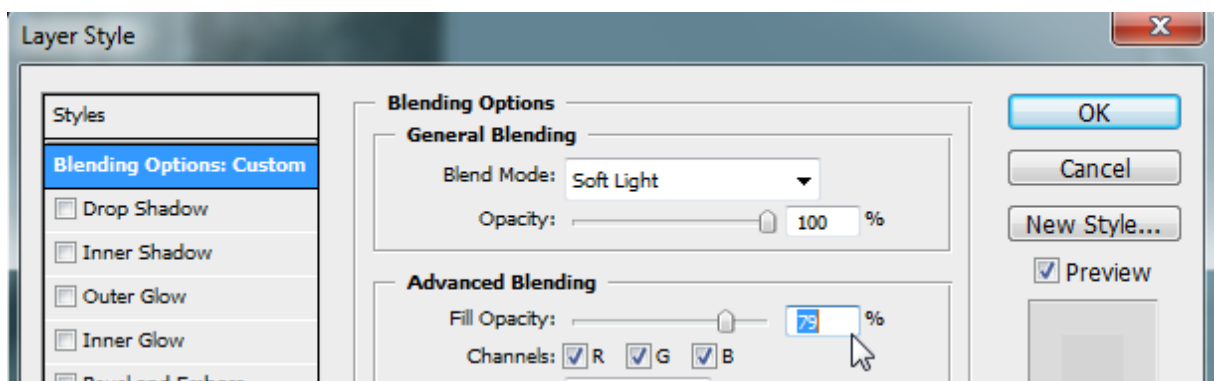 Layer Style
X
Styles
Blending Options: Custom
Drop Shadow
Inner Shadow
Outer Glow
Inner Glow
Blending Options
General Blending
Blend Mode: Soft Light
Opacity: 100 %
Advanced Blending
Fill Opacity: 79 %
Channels: R G B
OK
Cancel
New Style...
Preview